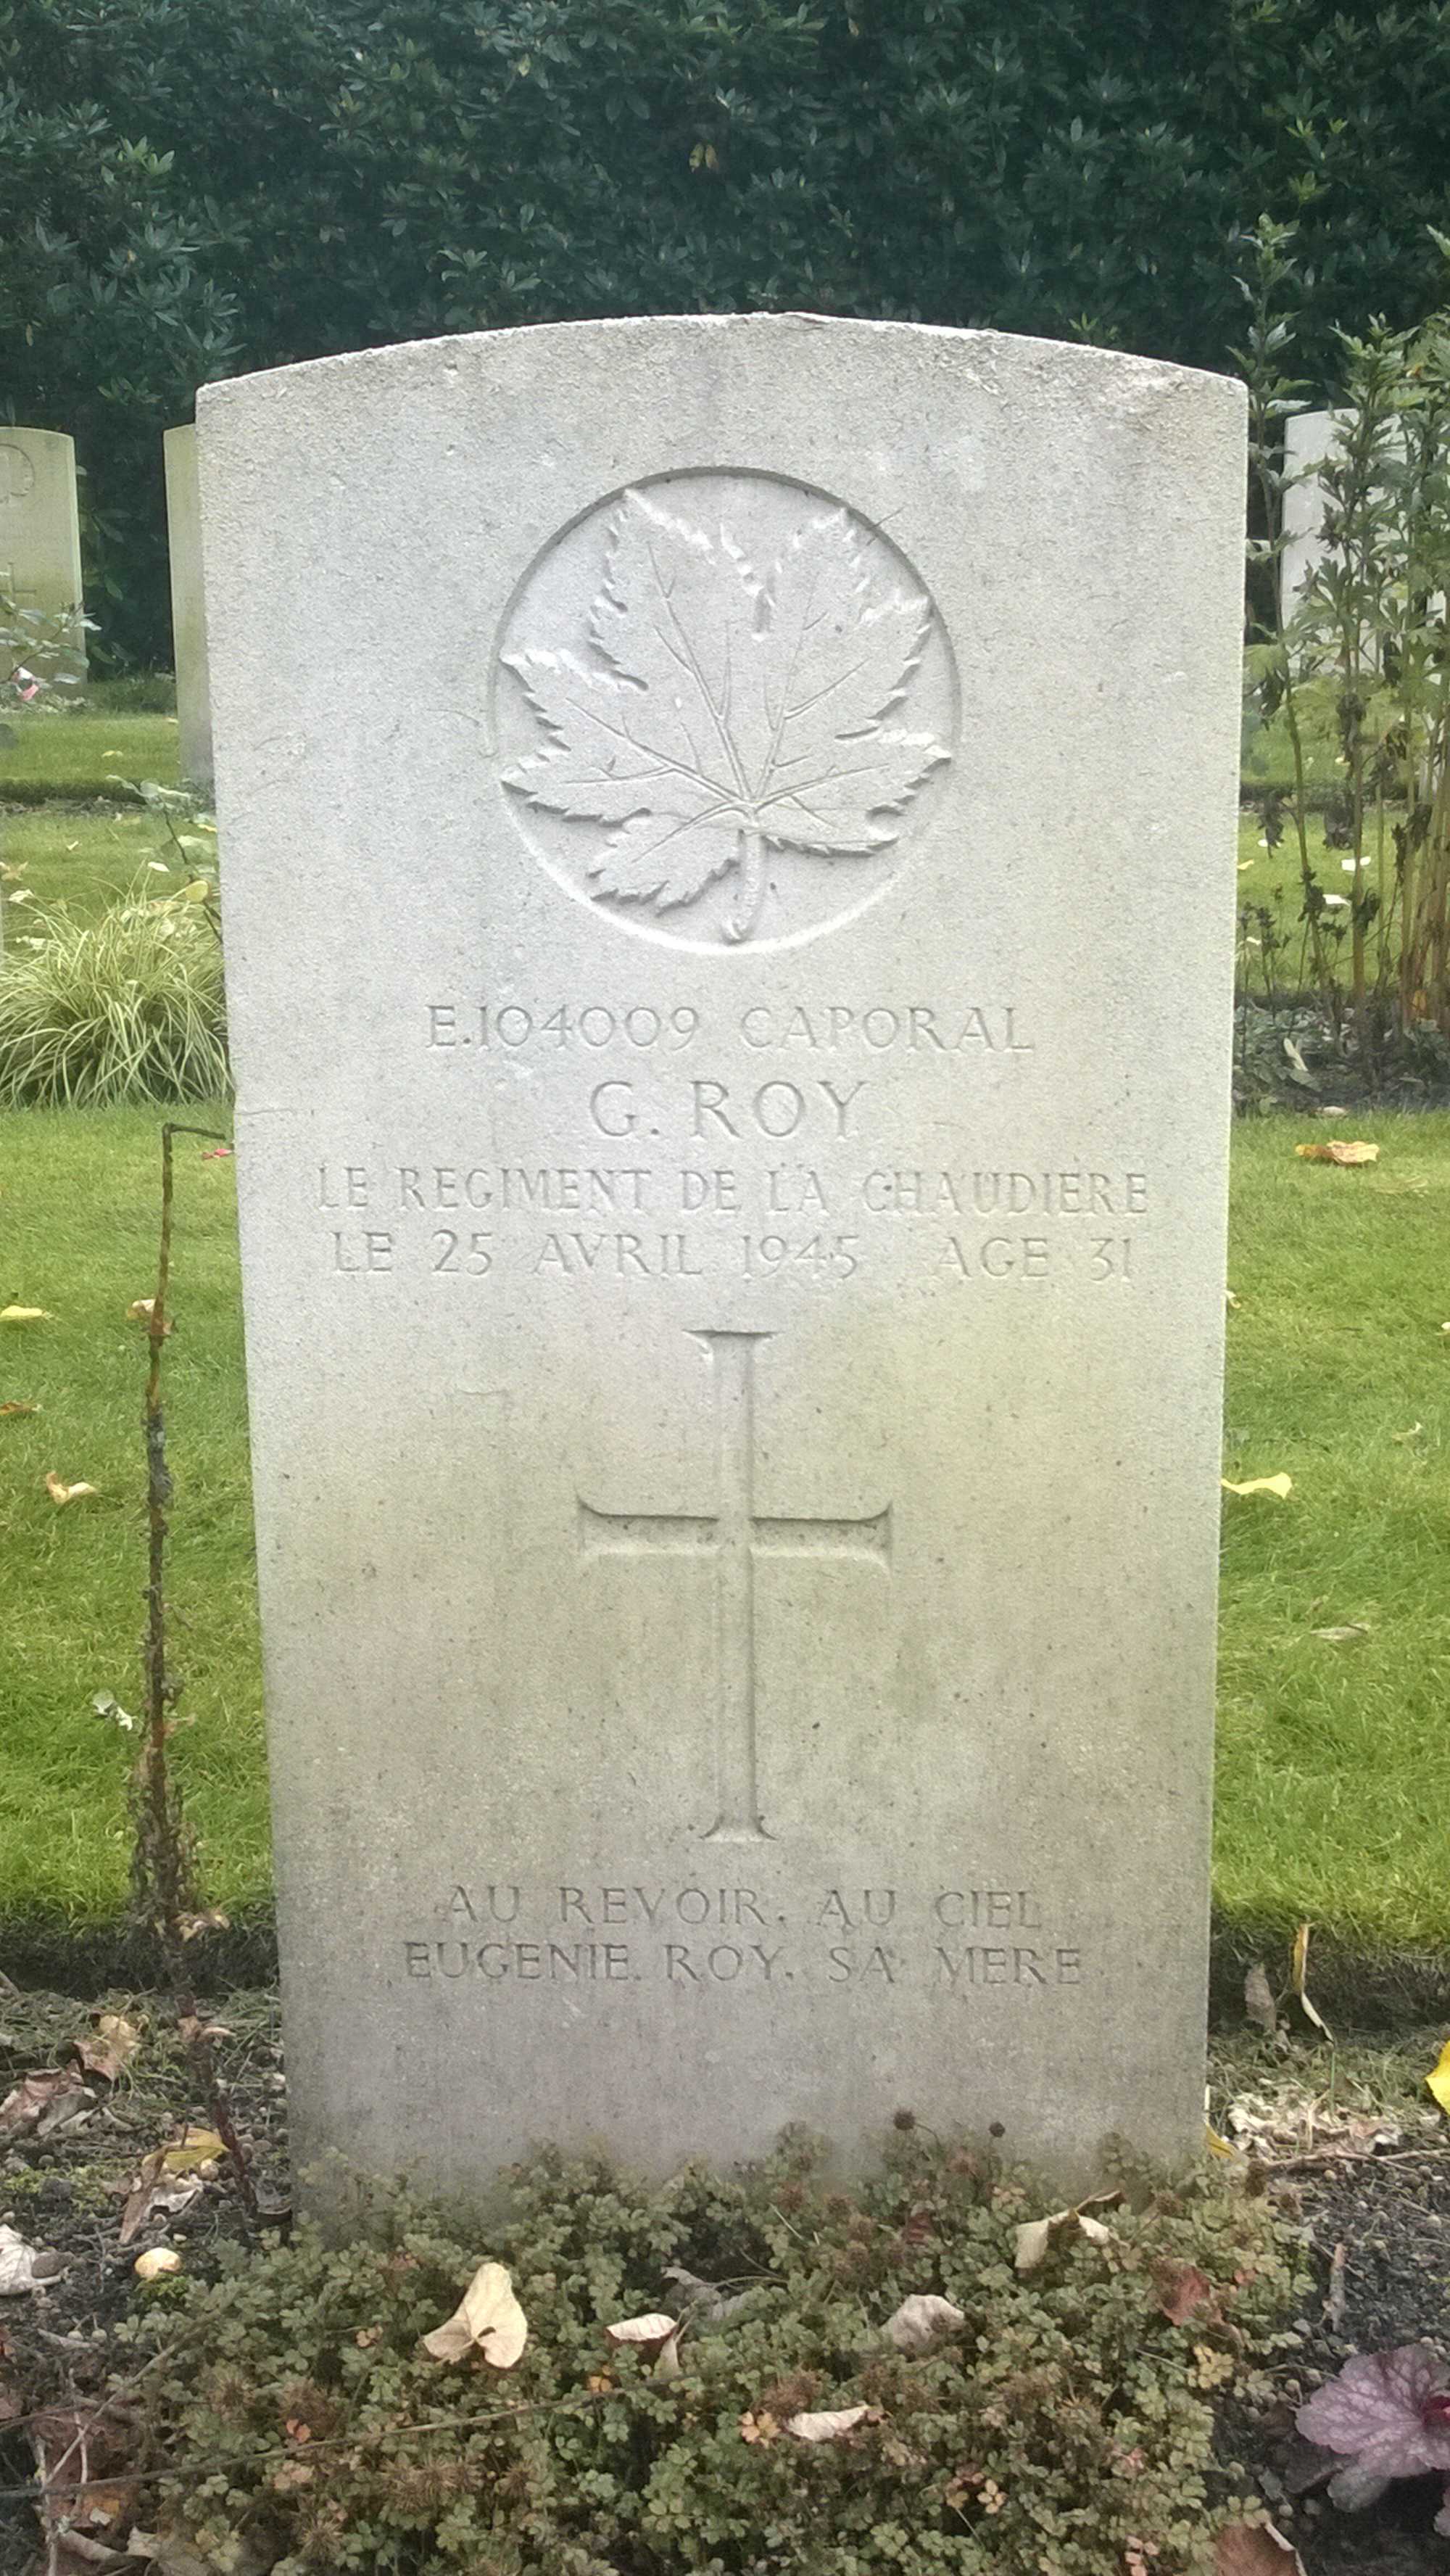 E.104009 CAPORAL
G. ROY
LE REGIMENT DE LA CHAUDIERE
LE 25 AVRIL 1945 AGE 31
AU REVOIR, AU CIEL
EUGENIE ROY, SA MERE